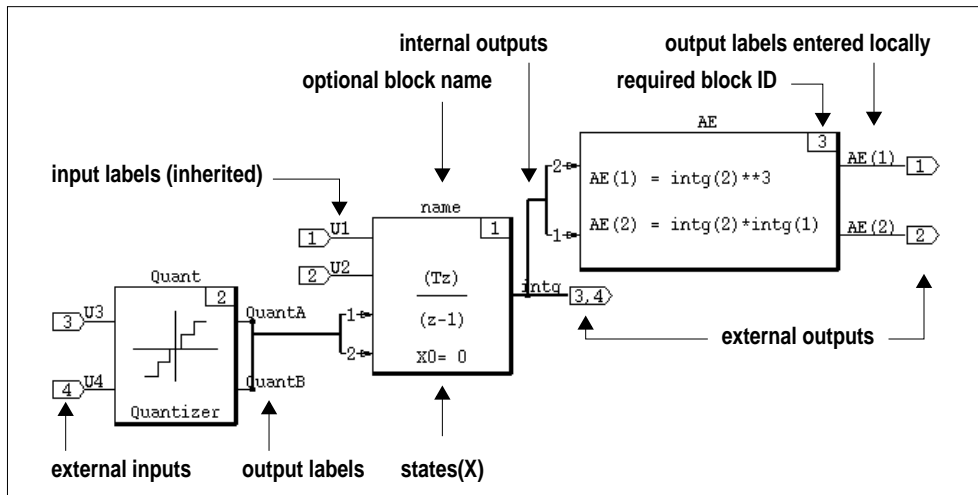 internal outputs
output labels entered locally
optional block name
required block ID
AE
3
input labels (inherited)
2
AE(1) = intg(2)**3
AE(1)
1
name
1
U1
1
AE(2) = intg(2)*intg(1)
AE(2)
2
1
2
U2
(Tz)
(z-1)
X0= 0
intg
3,4
Quant
2
3
U3
QuantA
1
2
external outputs
4
U4
QuantB
Quantizer
external inputs
output labels
states(X)